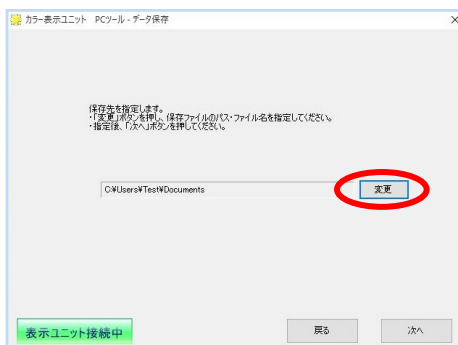 カラー表示ユニット　PCツール - データ保存
保存先を指定します。
・「変更」ボタンを押し、保存ファイルのパス・ファイル名を指定してください。
・指定後、「次へ」ボタンを押してください。
C:¥Users¥Test¥Documents
変更
表示ユニット接続中
戻る
次へ